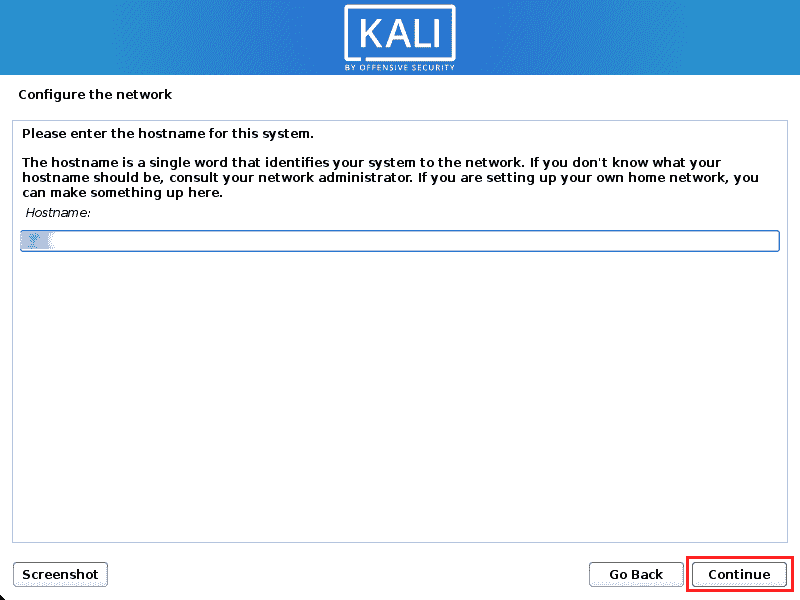 KALI
BY OFFENSIVE SECURITY
Configure the network
Please enter the hostname for this system.
The hostname is a single word that identifies your system to the network. If you don't know what your
hostname should be, consult your network administrator. If you are setting up your own home network, you
can make something up here.
Hostname:
Screenshot
Go Back
Continue